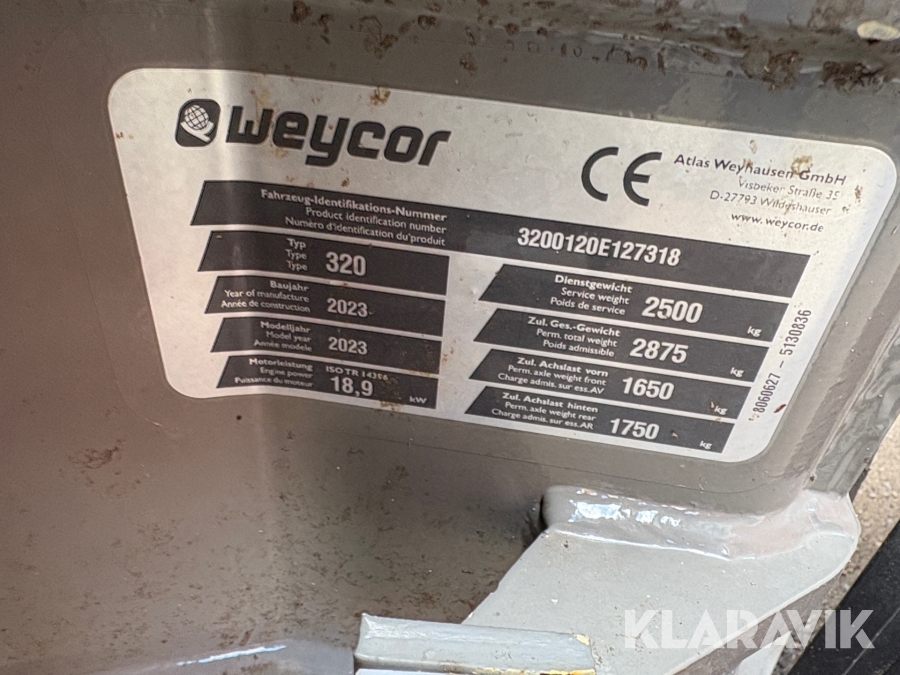 weycor
CE
Atlas Weyhausen GmbH
Visbeker Straße 35
D-27793 Wildeshauser
www.weycor.de
Fahrzeug-Identifikations-Nummer
Product identification number
Numéro d'identification du produit
3200120E127318
Typ
Type
Type
320
Baujahr
Year of manufacture
Année de construction
2023
Modelljahr
Model year
Année modele
2023
Motorleistung
Engine power
Puissance du moteur
ISO TR 14396
18,9
kW
Dienstgewicht
Service weight
Poids de service
2500
kg
Zul. Ges.-Gewicht
Perm. total weight
Poids admissible
2875
kg
Zul. Achslast vorn
Perm. axle weight front
Charge admis. sur ess.AV
1650
kg
Zul. Achslast hinten
Perm. axle weight rear
Charge admis. sur ess.AR
1750
kg
8060627 - 5130836
KLARAVIK